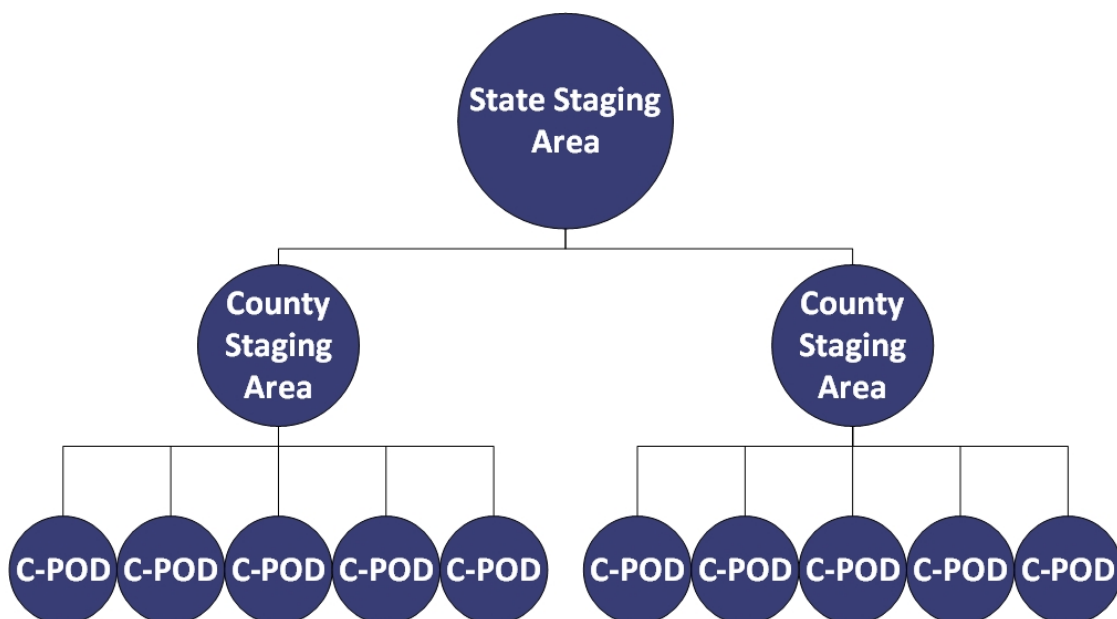 State Staging
Area
County
Staging
Area
County
Staging
Area
C-POD C-POD C-POD C-POD C-POD C-POD C-POD C-POD C-POD C-POD